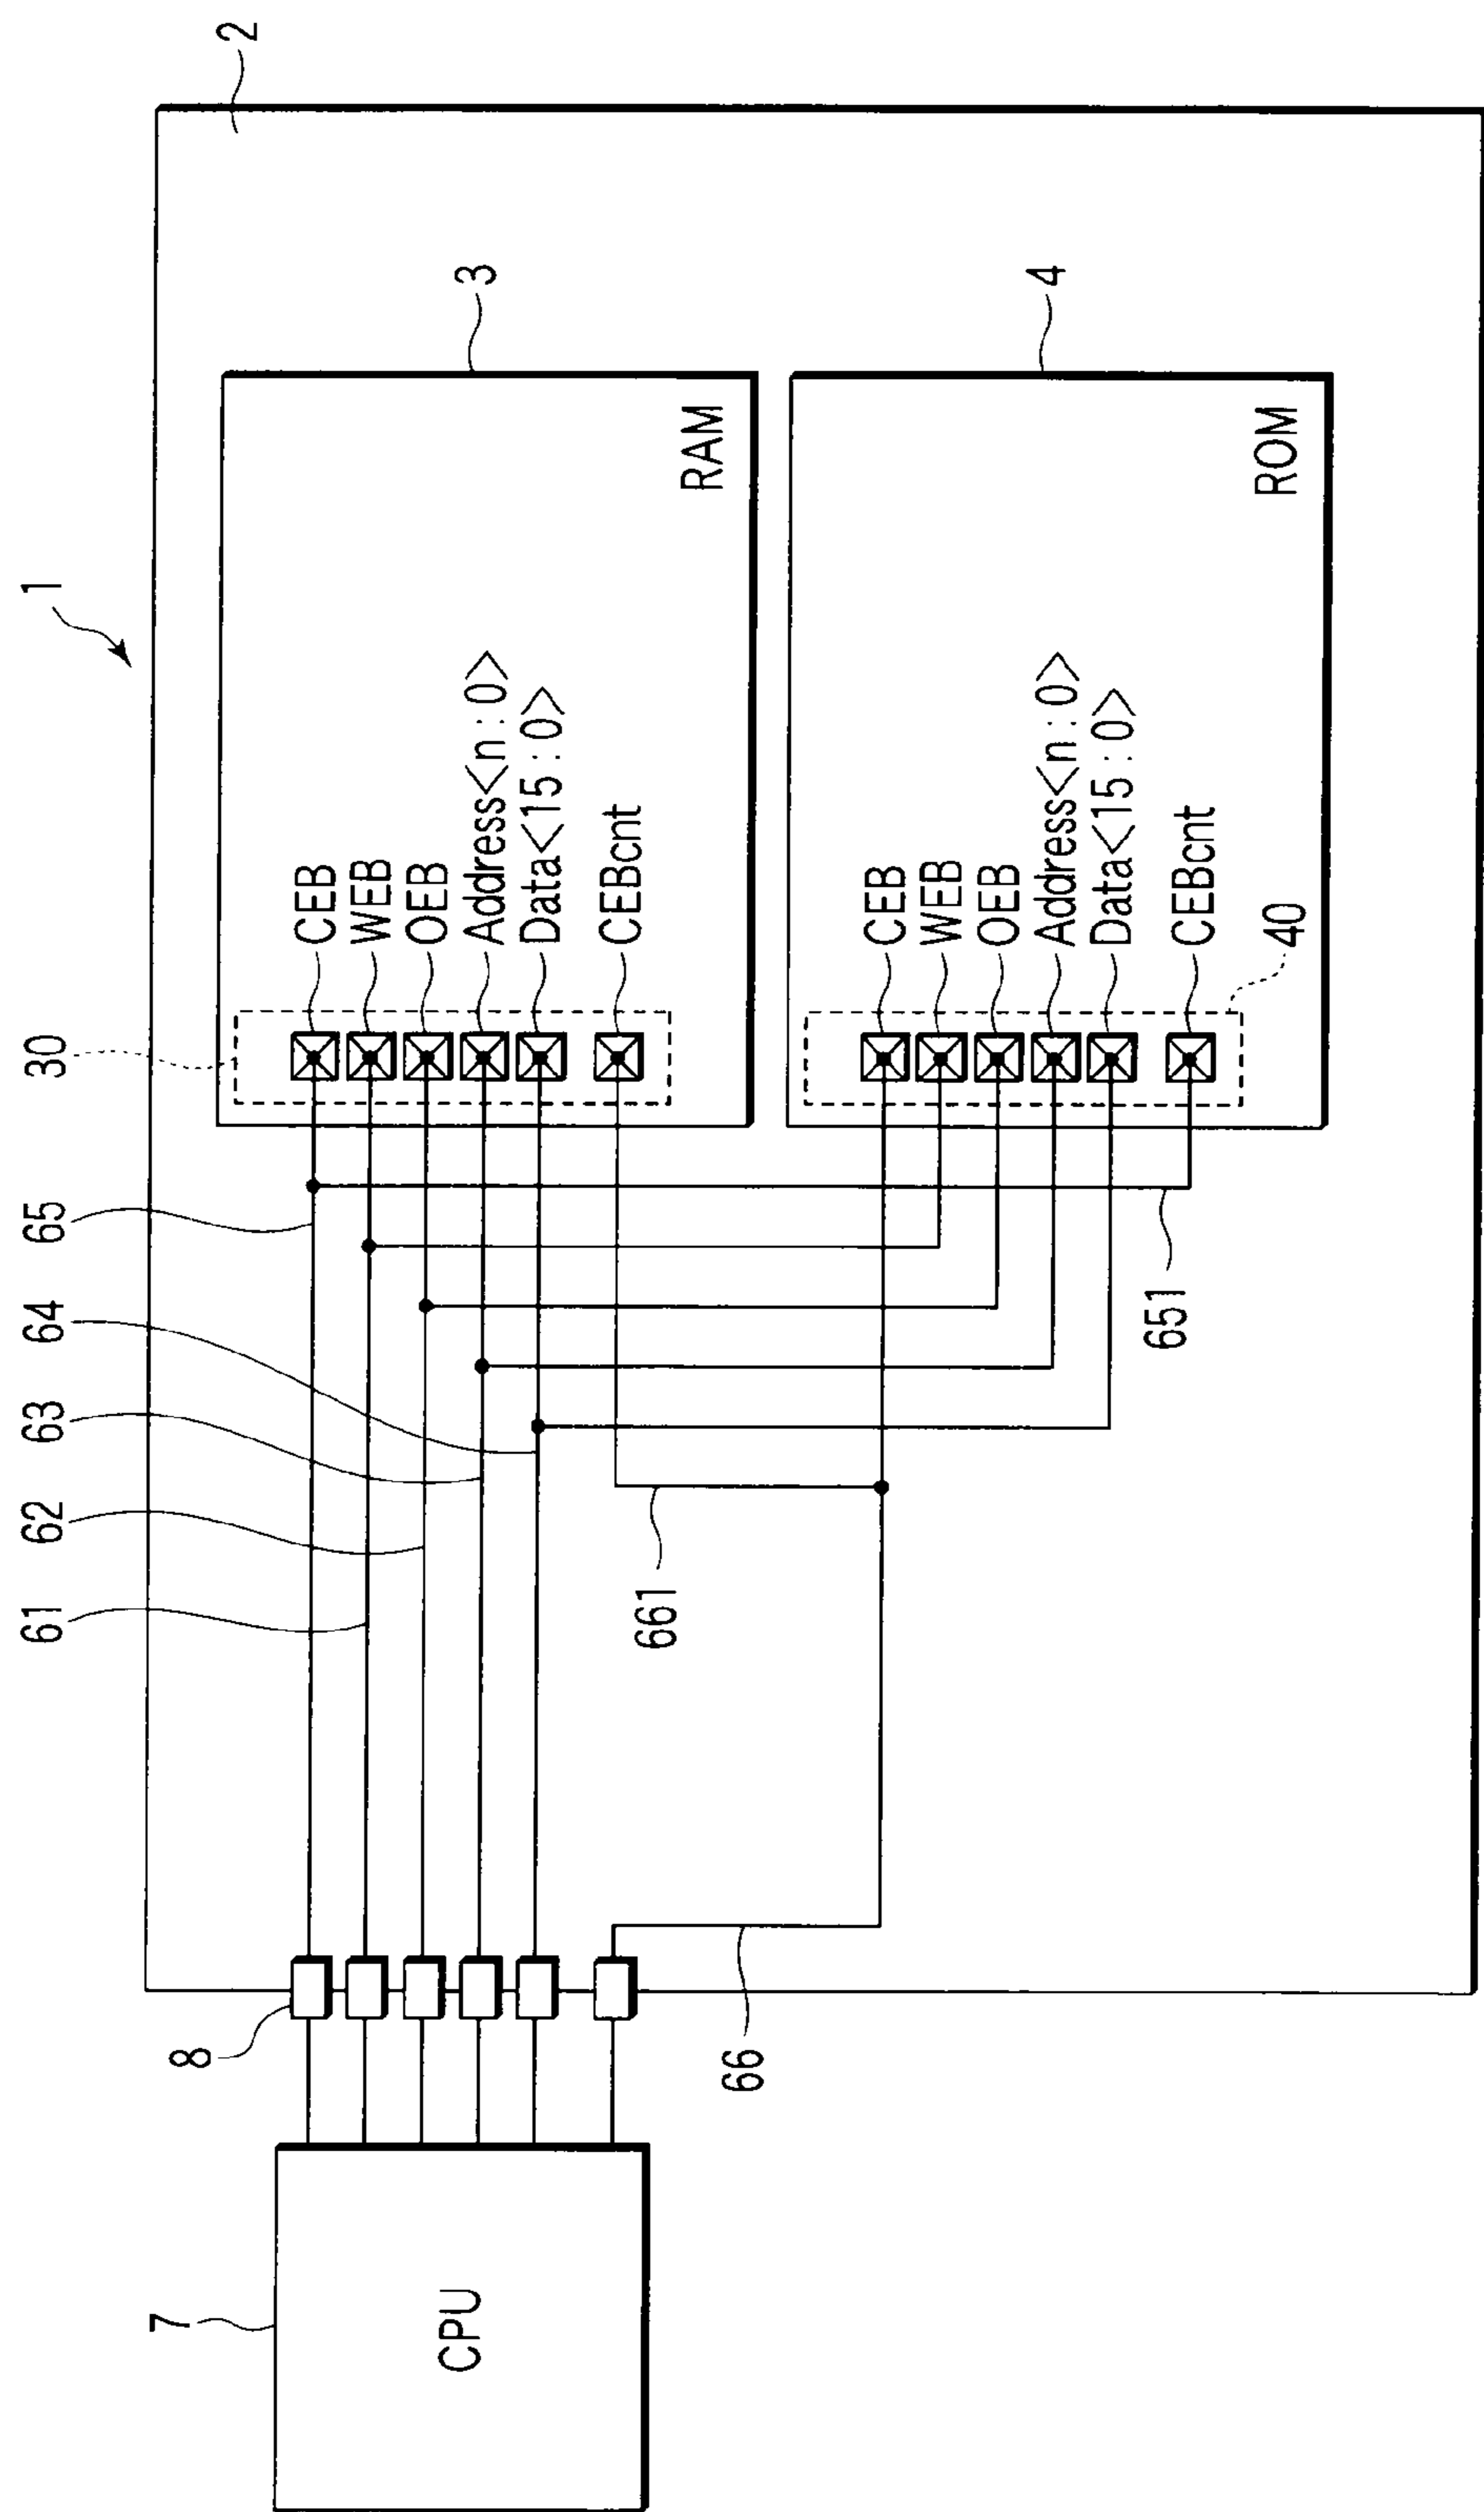 1
2
30
3
CEB
WEB
OEB
Address<n:0>
Data<15:0>
CEBcnt
RAM
4
CEB
WEB
OEB
Address<n:0>
Data<15:0>
CEBcnt
40
ROM
61
62
63
64
65
651
661
66
8
7
CPU